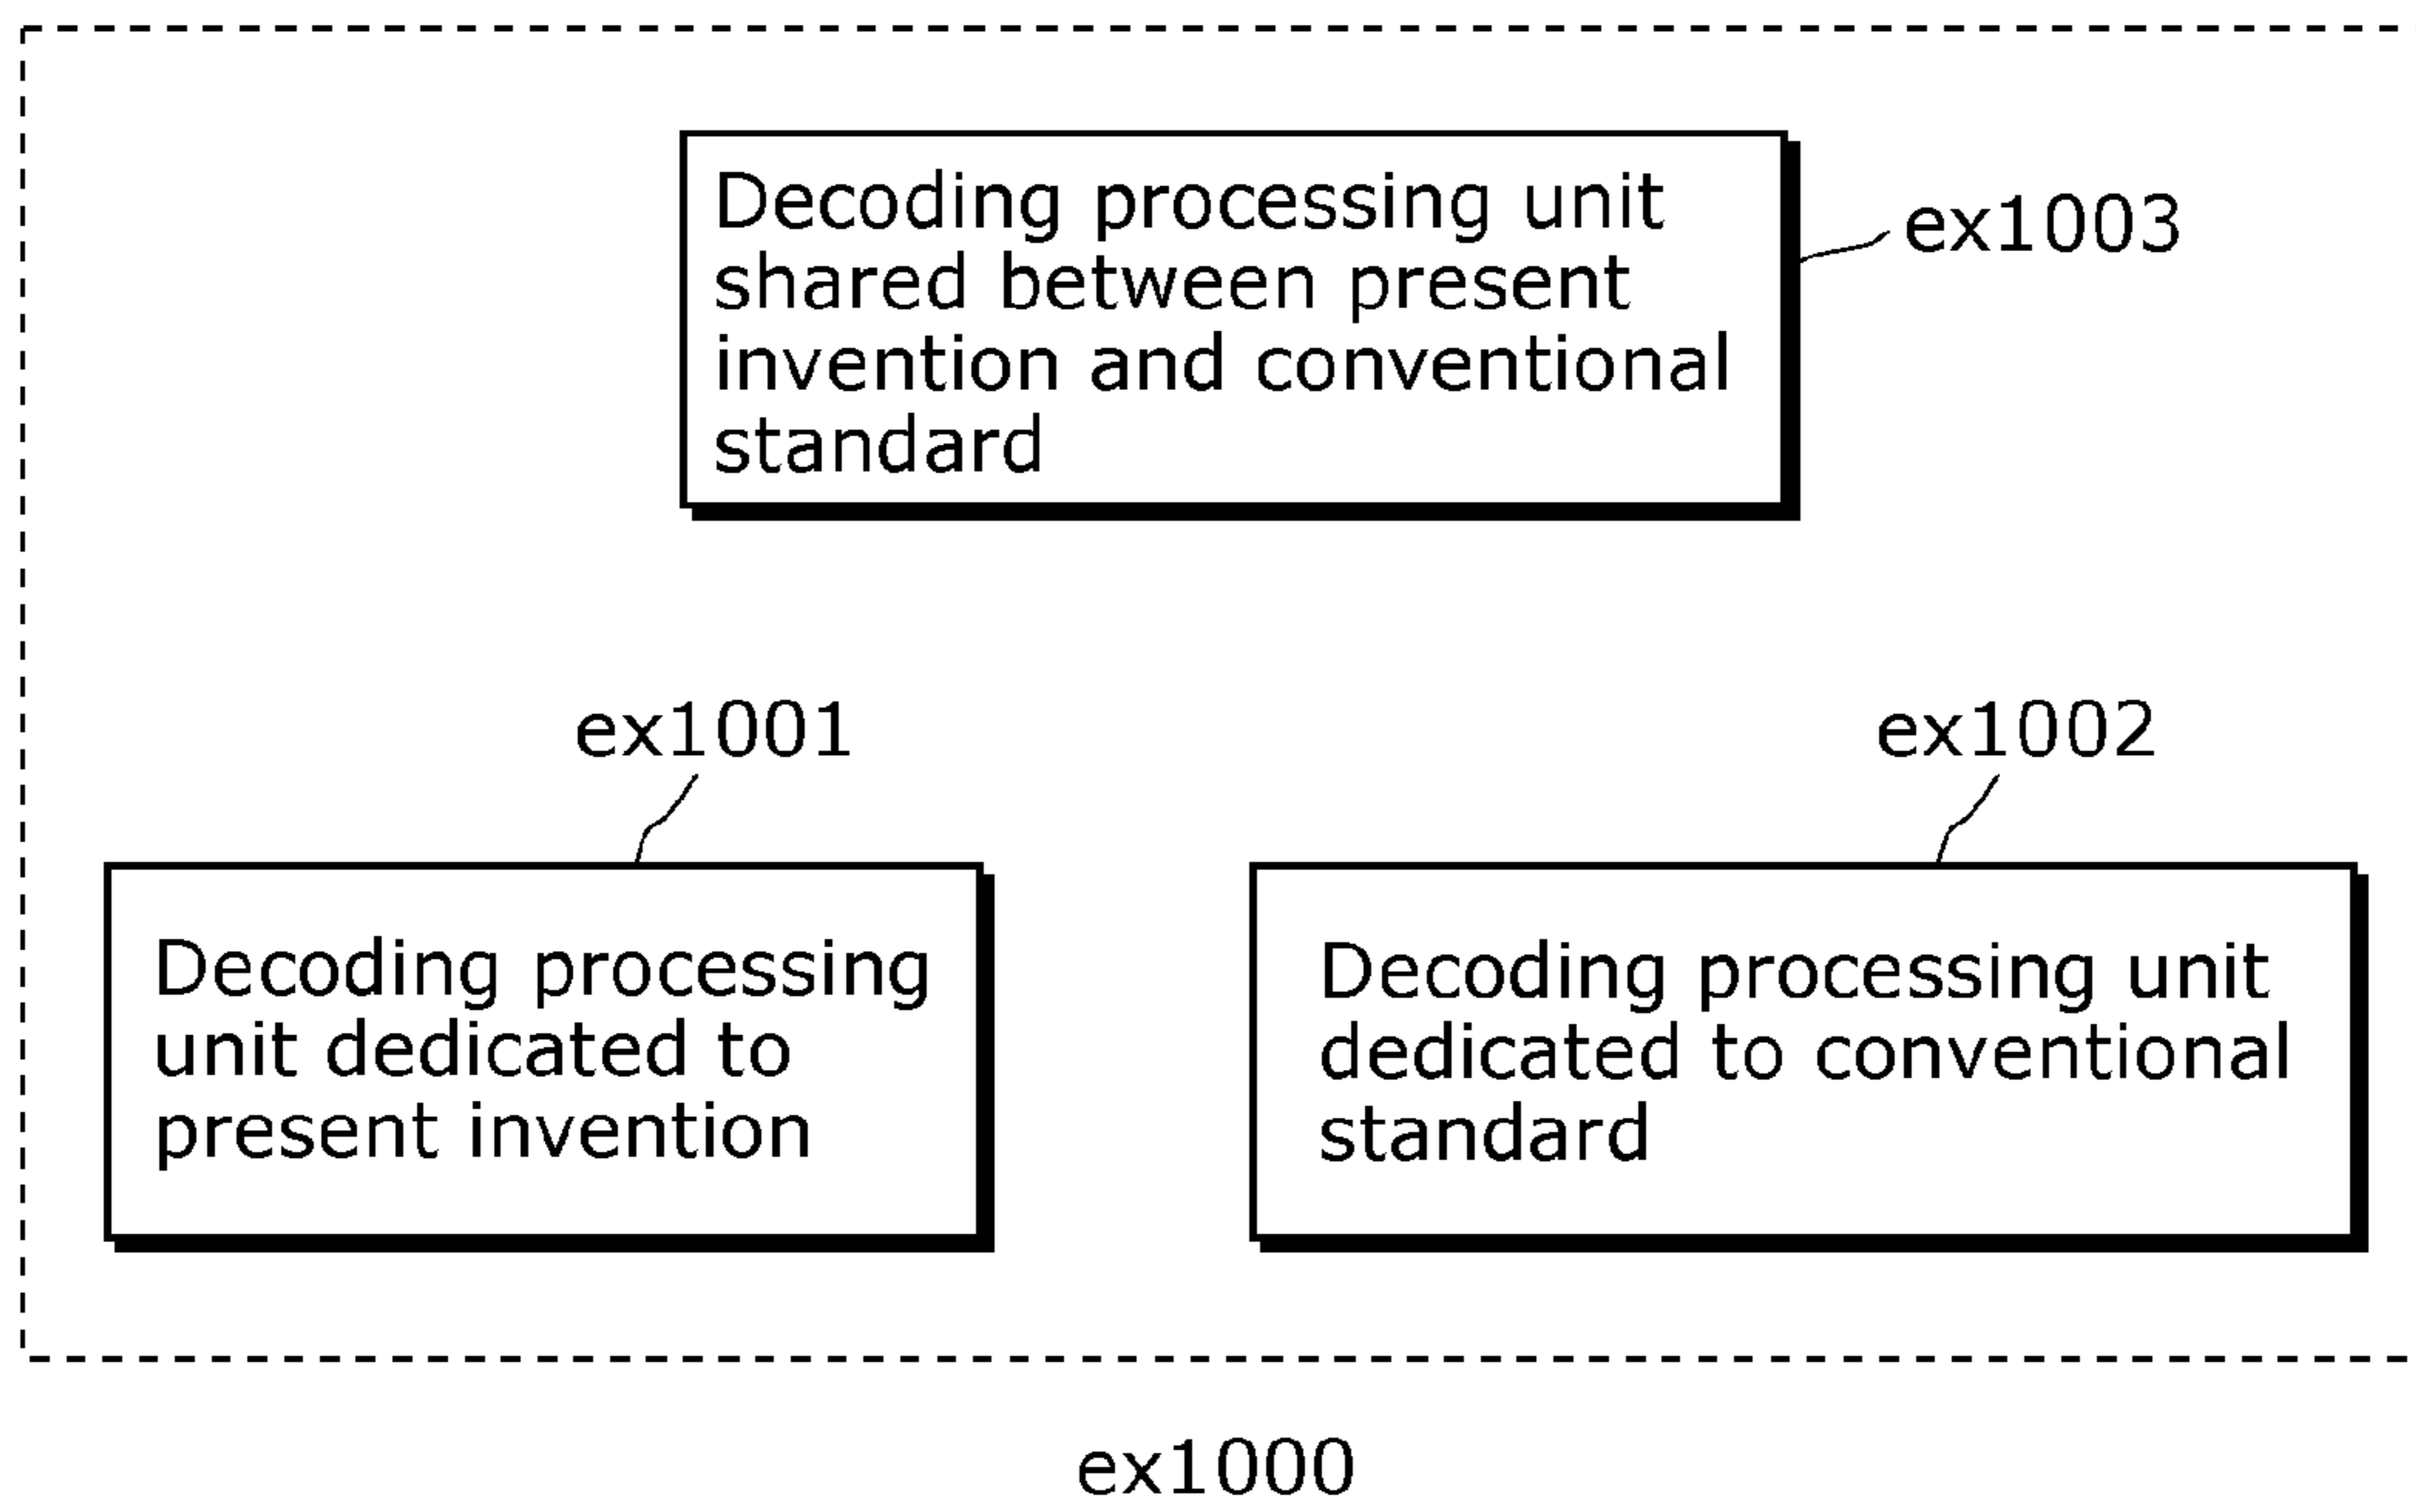 Decoding processing unit
shared between present
invention and conventional
standard
ex1003
ex1001
ex1002
Decoding processing
unit dedicated to
present invention
Decoding processing unit
dedicated to conventional
standard
ex1000